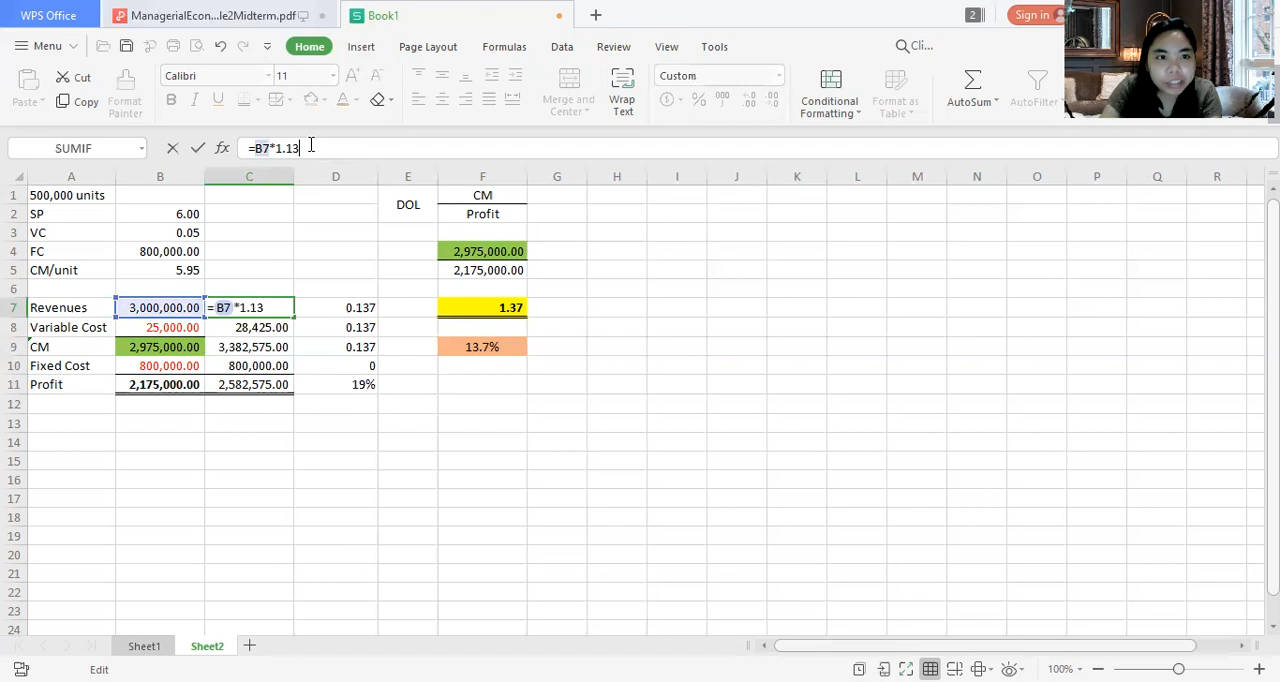 WPS Office
ManagerialEcon...le2Midterm.pdf
Book1
2
Sign in
Menu
Home
Insert
Page Layout
Formulas
Data
Review
View
Tools
Cli...
Paste
Cut
Copy
Format Painter
Calibri
11
B I U A
Merge and Center
Wrap Text
Custom
Conditional Formatting
Format as Table
AutoSum
AutoFilter
SUMIF
fx
=B7*1.13
A B C D E F G H I J K L M N O P Q R
1 500,000 units DOL CM
2 SP 6.00 Profit
3 VC 0.05
4 FC 800,000.00 2,975,000.00
5 CM/unit 5.95 2,175,000.00
6
7 Revenues 3,000,000.00 =B7*1.13 0.137 1.37
8 Variable Cost 25,000.00 28,425.00 0.137
9 CM 2,975,000.00 3,382,575.00 0.137 13.7%
10 Fixed Cost 800,000.00 800,000.00 0
11 Profit 2,175,000.00 2,582,575.00 19%
12
13
14
15
16
17
18
19
20
21
22
23
24
Sheet1
Sheet2
Edit
100%